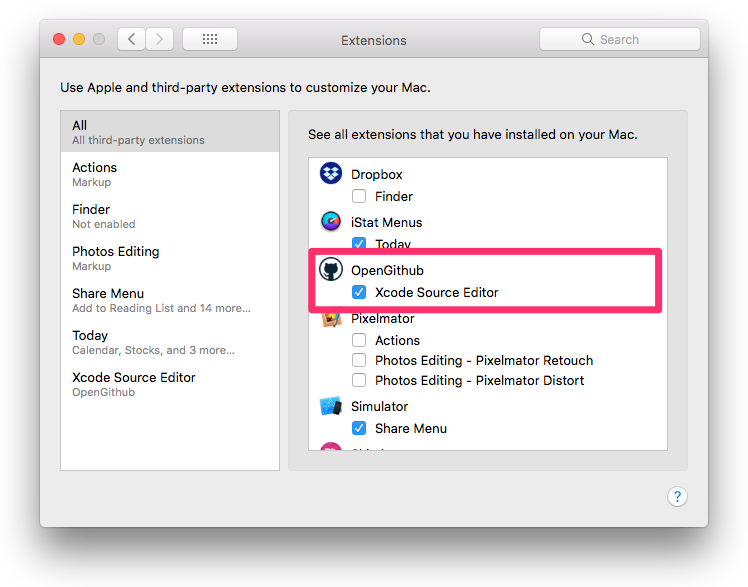 Extensions
Search
Use Apple and third-party extensions to customize your Mac.
All
All third-party extensions
Actions
Markup
Finder
Not enabled
Photos Editing
Markup
Share Menu
Add to Reading List and 14 more...
Today
Calendar, Stocks, and 3 more...
Xcode Source Editor
OpenGithub
See all extensions that you have installed on your Mac.
Dropbox
Finder
iStat Menus
Today
OpenGithub
Xcode Source Editor
Pixelmator
Actions
Photos Editing - Pixelmator Retouch
Photos Editing - Pixelmator Distort
Simulator
Share Menu
?